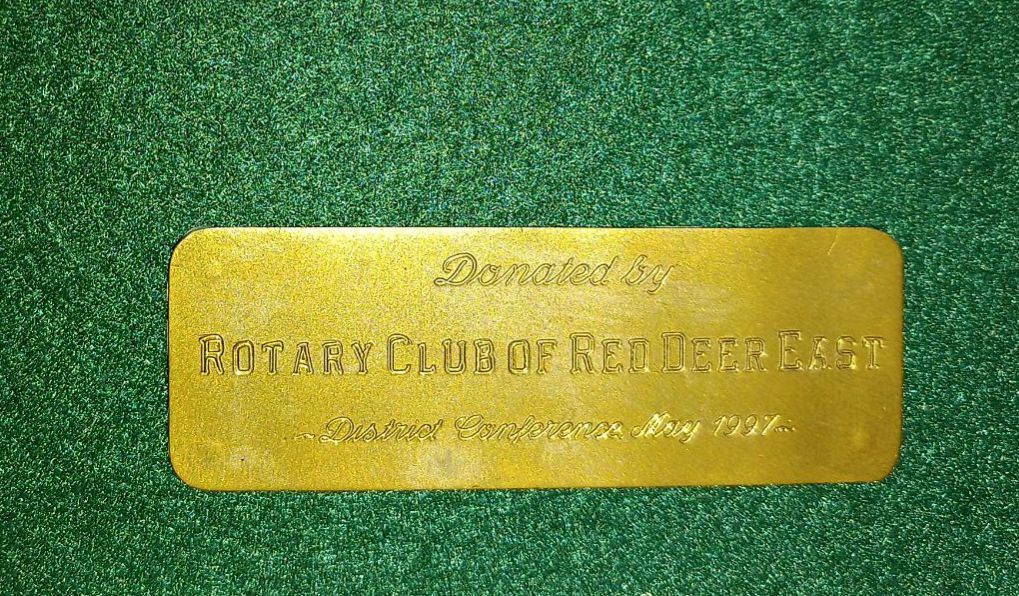 Donated by
ROTARY CLUB OF RED DEER EAST
~ District Conference, May 1997 ~